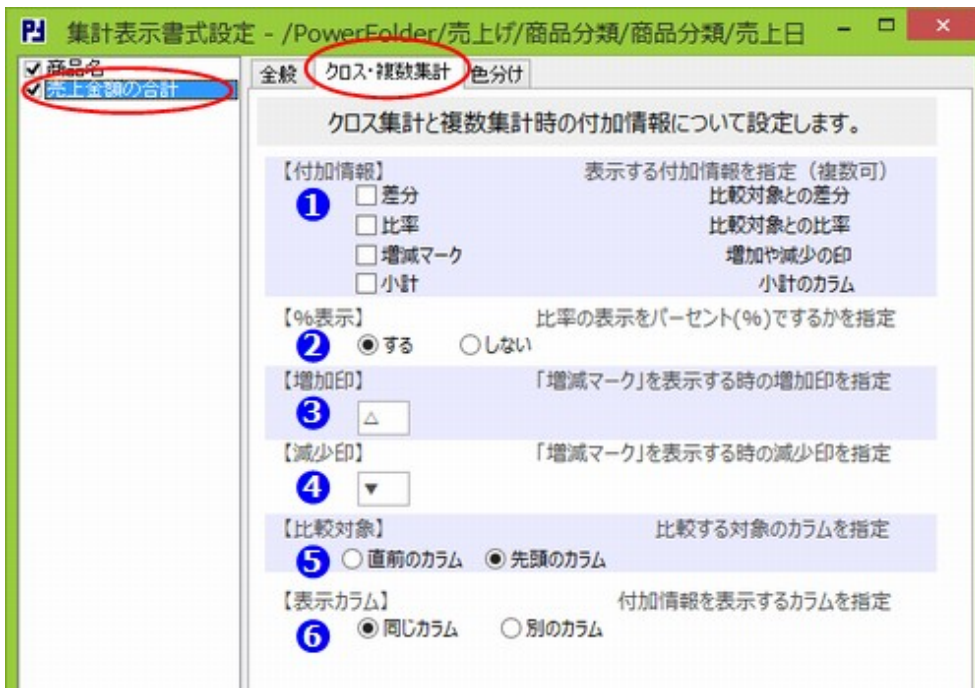 集計表示書式設定 - /PowerFolder/売上げ/商品分類/商品分類/売上日
商品名
売上金額の合計
全般 クロス・複数集計 色分け
クロス集計と複数集計時の付加情報について設定します。
【付加情報】 表示する付加情報を指定（複数可）
❶ 差分 比較対象との差分
比率 比較対象との比率
増減マーク 増加や減少の印
小計 小計のカラム
【%表示】 比率の表示をパーセント(%)でするかを指定
❷ する しない
【増加印】 「増減マーク」を表示する時の増加印を指定
❸ △
【減少印】 「増減マーク」を表示する時の減少印を指定
❹ ▼
【比較対象】 比較する対象のカラムを指定
❺ 直前のカラム 先頭のカラム
【表示カラム】 付加情報を表示するカラムを指定
❻ 同じカラム 別のカラム